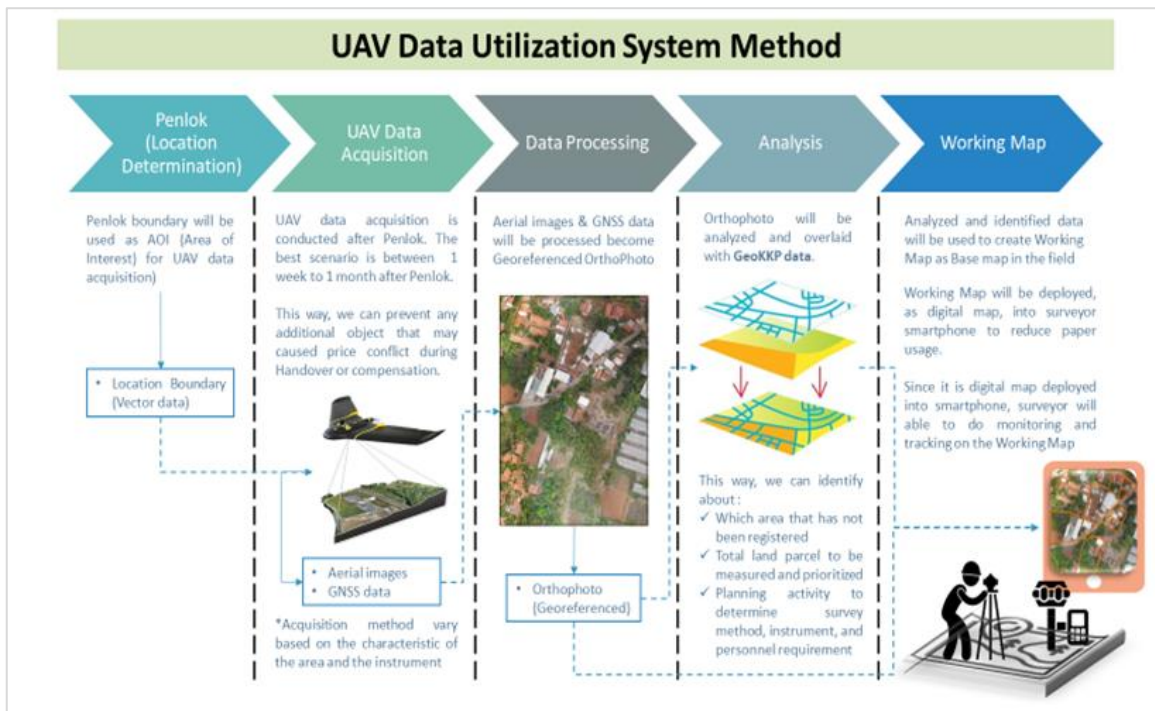 UAV Data Utilization System Method
Penlok
(Location
Determination)
UAV Data
Acquisition
Data Processing
Analysis
Working Map
Penlok boundary will be
used as AOI (Area of
Interest) for UAV data
acquisition)
• Location Boundary
(Vector data)
UAV data acquisition is
conducted after Penlok. The
best scenario is between 1
week to 1 month after Penlok.
This way, we can prevent any
additional object that may
caused price conflict during
Handover or compensation.
• Aerial images
• GNSS data
*Acquisition method vary
based on the characteristic of
the area and the instrument
Aerial images & GNSS data
will be processed become
Georeferenced OrthoPhoto
• Orthophoto
(Georeferenced)
Orthophoto will be
analyzed and overlaid
with GeoKKP data.
This way, we can identify
about :
✓ Which area that has not
been registered
✓ Total land parcel to be
measured and prioritized
✓ Planning activity to
determine survey
method, instrument, and
personnel requirement
Analyzed and identified data
will be used to create Working
Map as Base map in the field
Working Map will be deployed,
as digital map, into surveyor
smartphone to reduce paper
usage.
Since it is digital map deployed
into smartphone, surveyor will
able to do monitoring and
tracking on the Working Map